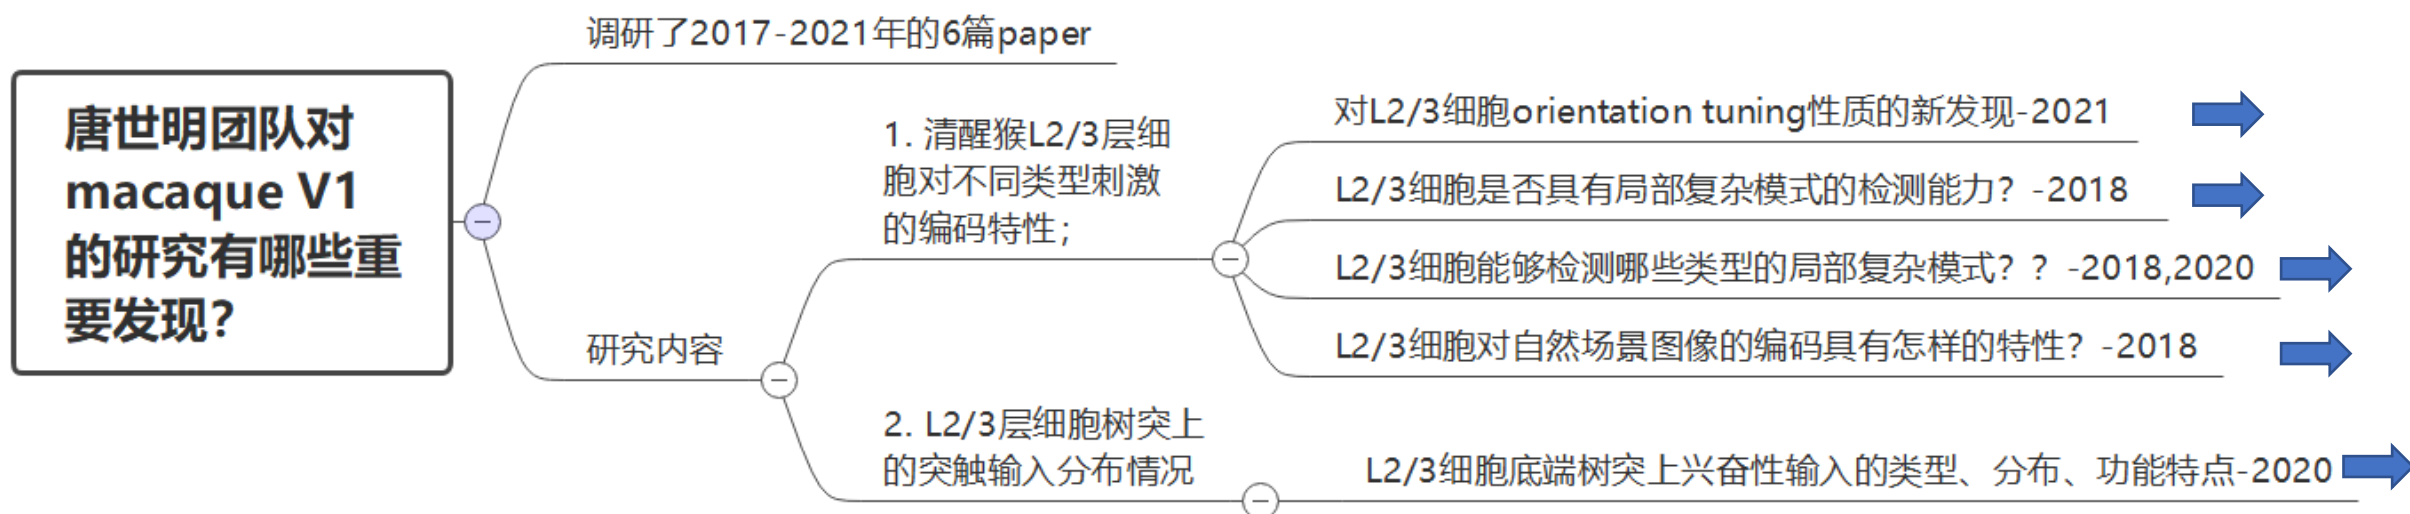 唐世明团队对
macaque V1
的研究有哪些重
要发现?
调研了2017-2021年的6篇paper
研究内容
1. 清醒猴L2/3层细
胞对不同类型刺激
的编码特性;
对L2/3细胞orientation tuning性质的新发现-2021
L2/3细胞是否具有局部复杂模式的检测能力？-2018
L2/3细胞能够检测哪些类型的局部复杂模式？？-2018,2020
L2/3细胞对自然场景图像的编码具有怎样的特性？-2018
2. L2/3层细胞树突上
的突触输入分布情况
L2/3细胞底端树突上兴奋性输入的类型、分布、功能特点-2020